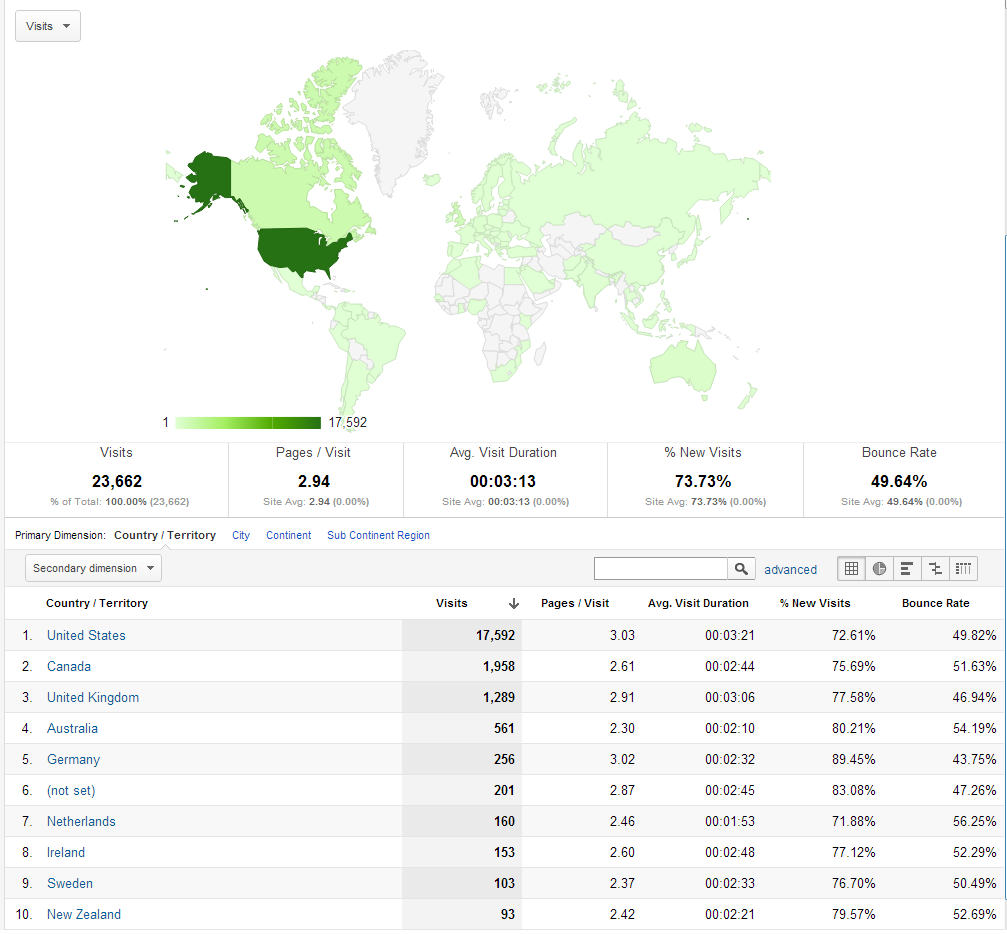 Visits
1 17,592
Visits Pages / Visit Avg. Visit Duration % New Visits Bounce Rate
23,662 2.94 00:03:13 73.73% 49.64%
% of Total: 100.00% (23,662) Site Avg: 2.94 (0.00%) Site Avg: 00:03:13 (0.00%) Site Avg: 73.73% (0.00%) Site Avg: 49.64% (0.00%)
Primary Dimension: Country / Territory City Continent Sub Continent Region
Secondary dimension advanced
Country / Territory Visits Pages / Visit Avg. Visit Duration % New Visits Bounce Rate
1. United States 17,592 3.03 00:03:21 72.61% 49.82%
2. Canada 1,958 2.61 00:02:44 75.69% 51.63%
3. United Kingdom 1,289 2.91 00:03:06 77.58% 46.94%
4. Australia 561 2.30 00:02:10 80.21% 54.19%
5. Germany 256 3.02 00:02:32 89.45% 43.75%
6. (not set) 201 2.87 00:02:45 83.08% 47.26%
7. Netherlands 160 2.46 00:01:53 71.88% 56.25%
8. Ireland 153 2.60 00:02:48 77.12% 52.29%
9. Sweden 103 2.37 00:02:33 76.70% 50.49%
10. New Zealand 93 2.42 00:02:21 79.57% 52.69%